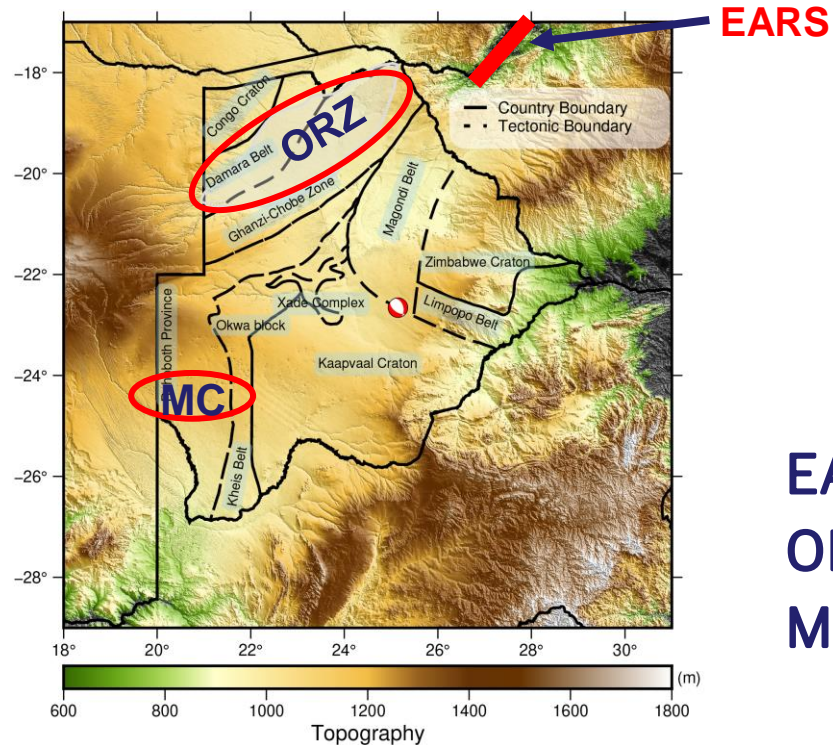 EARS
−18°
−20°
−22°
−24°
−26°
−28°
Country Boundary
Tectonic Boundary
Congo Craton
ORZ
Damara Belt
Ghanzi-Chobe Zone
Magondi Belt
Zimbabwe Craton
Limpopo Belt
Xade Complex
Okwa block
Kaapvaal Craton
Province
MC
Kheis Belt
18° 20° 22° 24° 26° 28° 30°
(m)
600 800 1000 1200 1400 1600 1800
Topography
EA
M